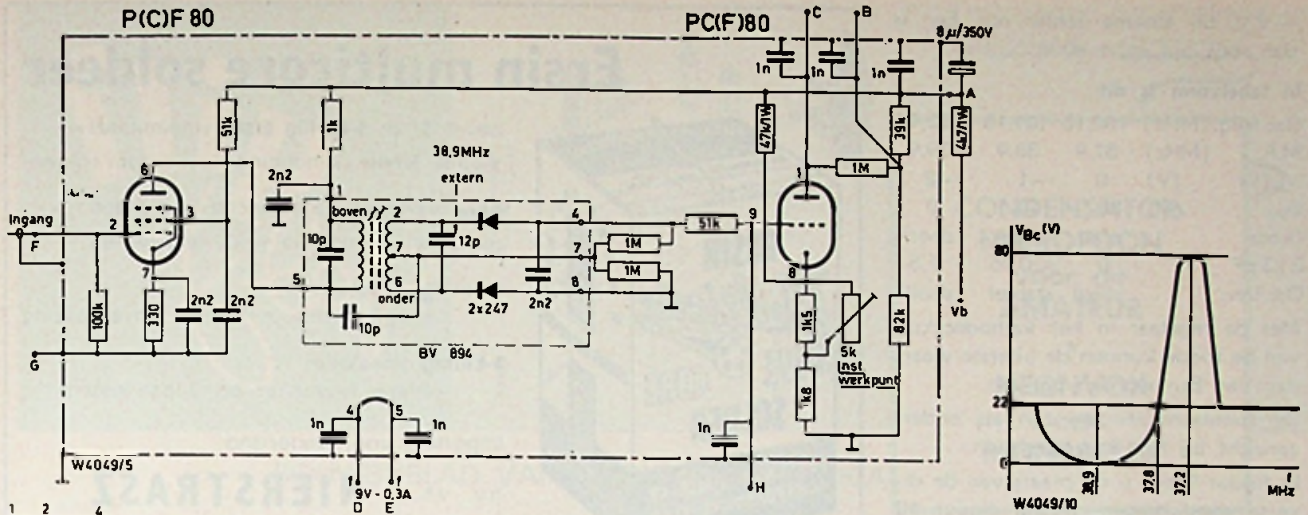 P(C)F 80
PC(F)80
C
B
8µ/350V
1n
1n
1n
A
51k
1k
47k/1W
39k
4k7/1W
1M
Vb
38,9MHz
extern
2n2
6
2
3
7
Ingang
F
100k
330
2n2
2n2
G
1
boven
2
10p
7
12p
5
6
onder
10p
2x247
2n2
BV 894
4
7
8
1M
1M
51k
9
1
8
1k5
1k8
5k
Inst
werkpunt
82k
1n
H
4
5
1n
1n
f
f
9V - 0,3A
D
E
W4049/5
1 2 4
VBc (V)
80
22
0
38,9
37,8
37,2
f
MHz
W4049/10